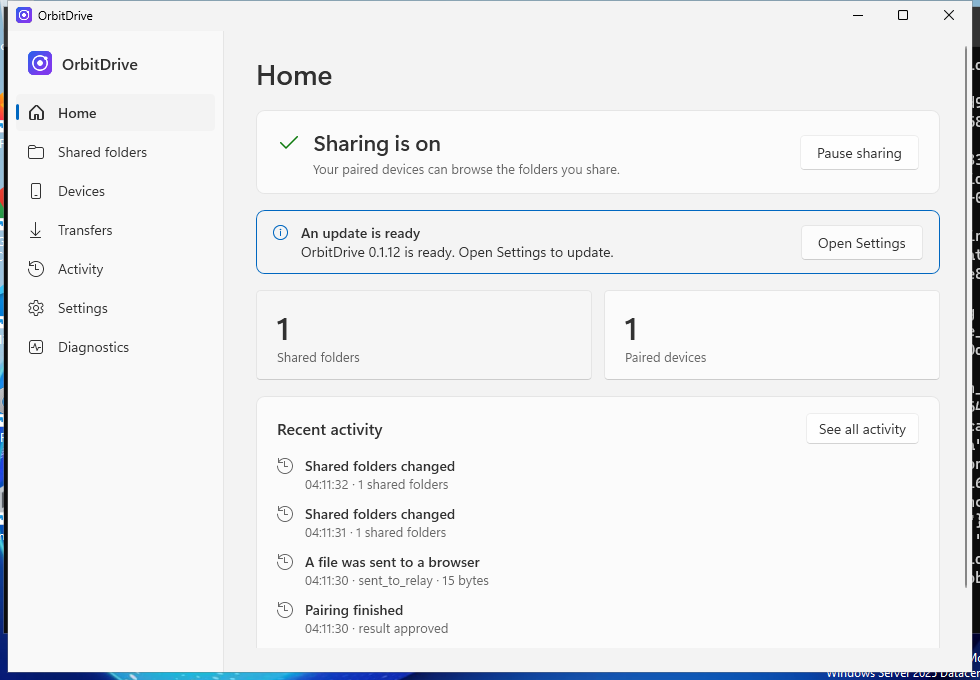 OrbitDrive
OrbitDrive
Home
Shared folders
Devices
Transfers
Activity
Settings
Diagnostics
Home
Sharing is on
Your paired devices can browse the folders you share.
Pause sharing
An update is ready
OrbitDrive 0.1.12 is ready. Open Settings to update.
Open Settings
1
Shared folders
1
Paired devices
Recent activity
See all activity
Shared folders changed
04:11:32 · 1 shared folders
Shared folders changed
04:11:31 · 1 shared folders
A file was sent to a browser
04:11:30 · sent_to_relay · 15 bytes
Pairing finished
04:11:30 · result approved
Windows Server 2025 Datacen